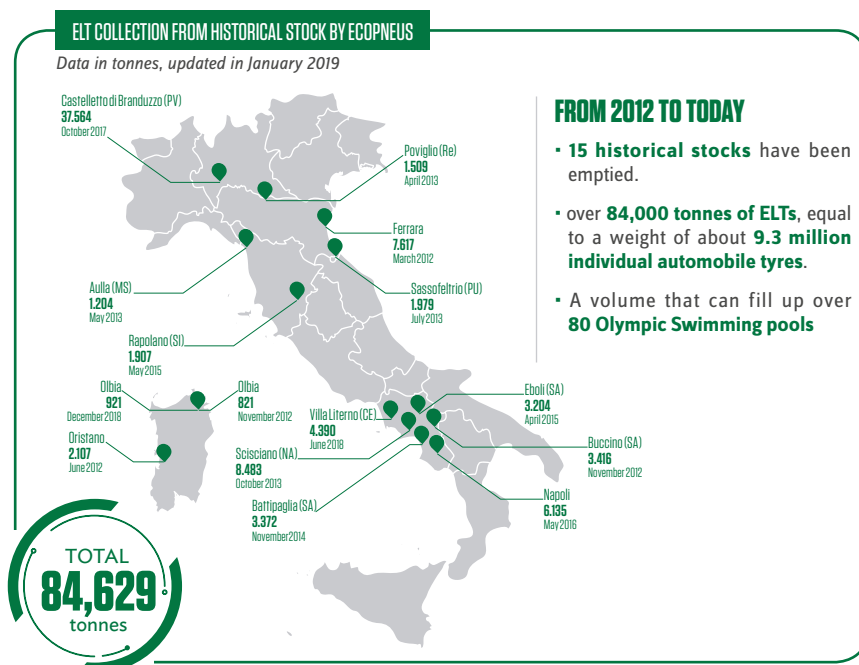 ELT COLLECTION FROM HISTORICAL STOCK BY ECOPNEUS
Data in tonnes, updated in January 2019
Castelletto di Branduzzo (PV)
37.564
October 2017
Poviglio (Re)
1.509
April 2013
Ferrara
7.617
March 2012
Aulla (MS)
1.204
May 2013
Sassofeltrio (PU)
1.979
July 2013
Rapolano (SI)
1.907
May 2015
Olbia
921
December 2018
Olbia
821
November 2012
Oristano
2.107
June 2012
Villa Literno (CE)
4.390
June 2018
Eboli (SA)
3.204
April 2015
Scisciano (NA)
8.483
October 2013
Buccino (SA)
3.416
November 2012
Battipaglia (SA)
3.372
November 2014
Napoli
6.135
May 2016
TOTAL
84,629
tonnes
FROM 2012 TO TODAY
▪ 15 historical stocks have been
emptied.
▪ over 84,000 tonnes of ELTs, equal
to a weight of about 9.3 million
individual automobile tyres.
▪ A volume that can fill up over
80 Olympic Swimming pools